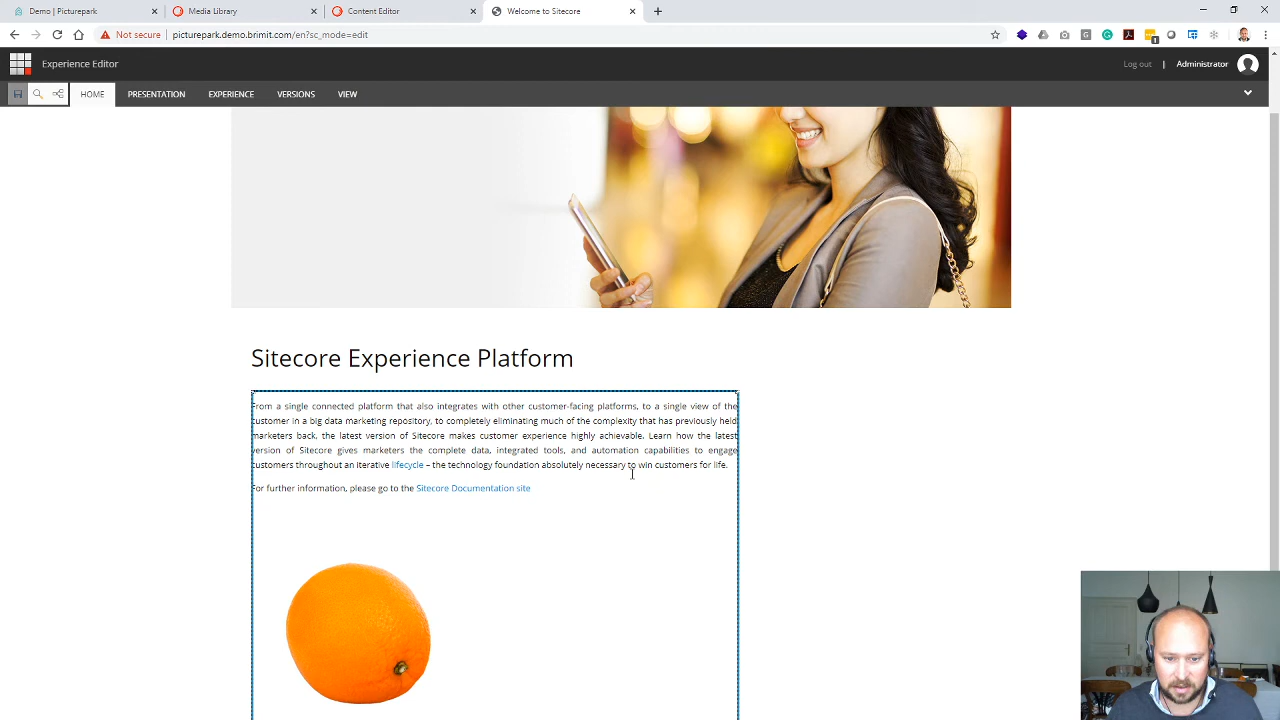 Demo | Picturepark
Media Library
Content Editor
Welcome to Sitecore
Not secure | picturepark.demo.brimit.com/en?sc_mode=edit
Experience Editor
Log out | Administrator
HOME PRESENTATION EXPERIENCE VERSIONS VIEW
Sitecore Experience Platform
From a single connected platform that also integrates with other customer-facing platforms, to a single view of the
customer in a big data marketing repository, to completely eliminating much of the complexity that has previously held
marketers back, the latest version of Sitecore makes customer experience highly achievable. Learn how the latest
version of Sitecore gives marketers the complete data, integrated tools, and automation capabilities to engage
customers throughout an iterative lifecycle – the technology foundation absolutely necessary to win customers for life.
For further information, please go to the Sitecore Documentation site